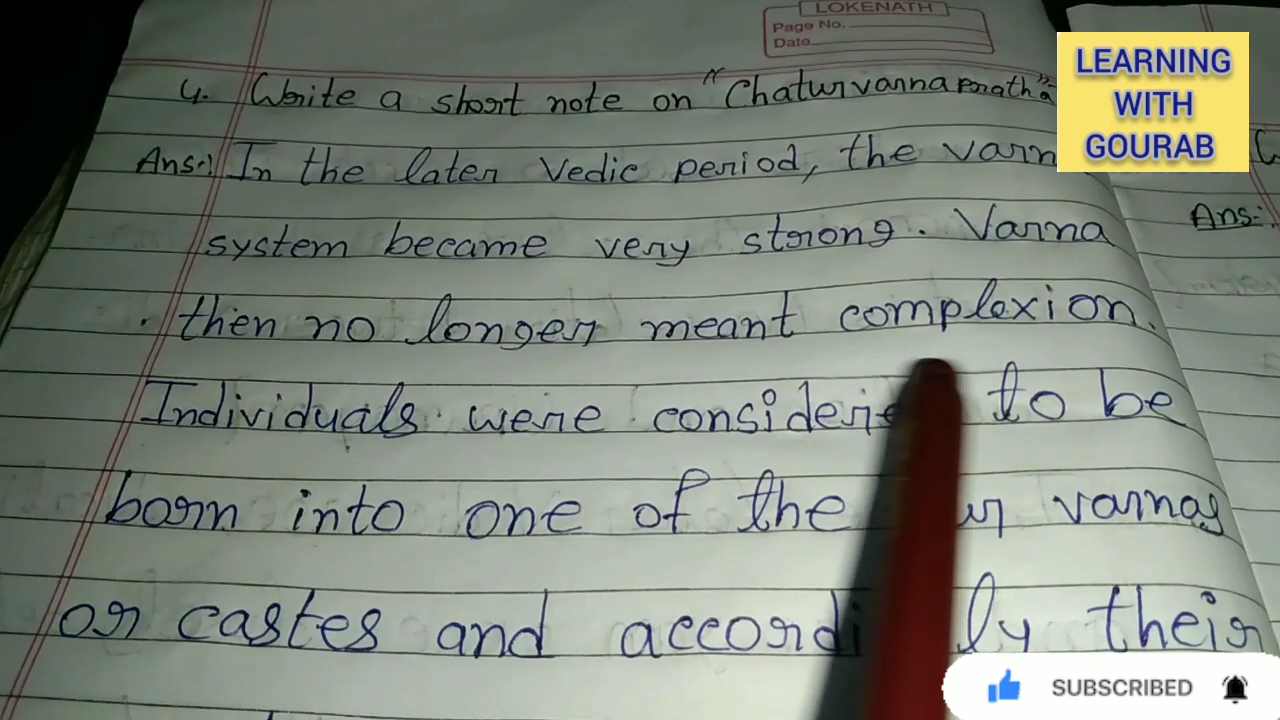 LOKENATH
Page No.
Date
4. Write a short note on "Chaturvarna Pratha"
Ans:) In the later Vedic period, the varn
system became very strong. Varna
then no longer meant complexion.
Individuals were considere to be
born into one of the ur varnas
or castes and accordi ly their
Ans:
LEARNING
WITH
GOURAB
SUBSCRIBED